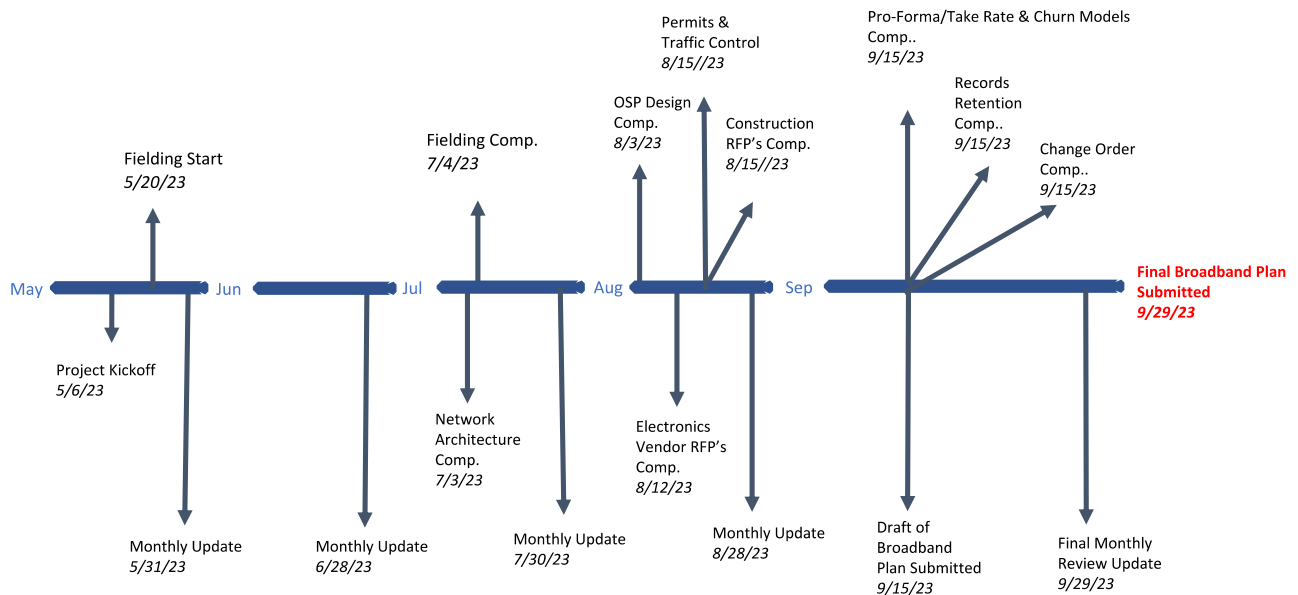 Permits &
Traffic Control
8/15//23
Pro-Forma/Take Rate & Churn Models
Comp..
9/15/23
OSP Design
Comp.
8/3/23
Construction
RFP's Comp.
8/15//23
Records
Retention
Comp..
9/15/23
Change Order
Comp..
9/15/23
Fielding Start
5/20/23
Fielding Comp.
7/4/23
May
Jun
Jul
Aug
Sep
Final Broadband Plan
Submitted
9/29/23
Project Kickoff
5/6/23
Network
Architecture
Comp.
7/3/23
Electronics
Vendor RFP's
Comp.
8/12/23
Monthly Update
5/31/23
Monthly Update
6/28/23
Monthly Update
7/30/23
Monthly Update
8/28/23
Draft of
Broadband
Plan Submitted
9/15/23
Final Monthly
Review Update
9/29/23